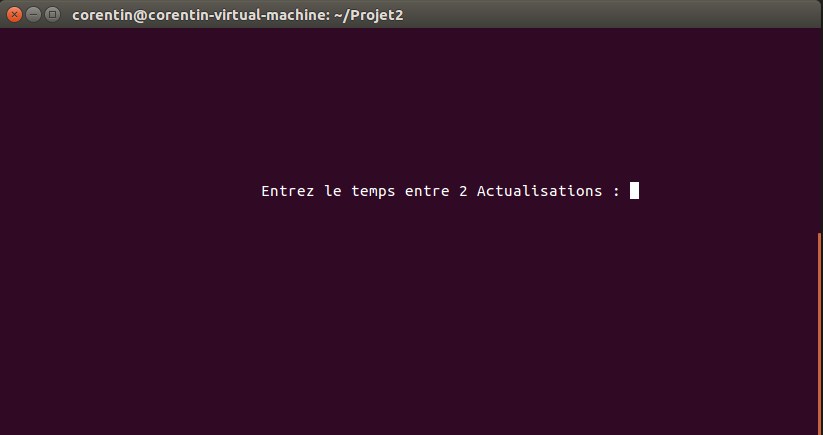 corentin@corentin-virtual-machine: ~/Projet2
Entrez le temps entre 2 Actualisations :